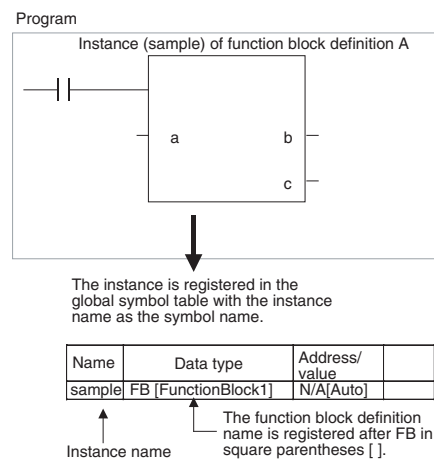 Program
Instance (sample) of function block definition A
a
b
c
The instance is registered in the
global symbol table with the instance
name as the symbol name.
Name Data type Address/
value
sample FB [FunctionBlock1] N/A[Auto]
Instance name
The function block definition
name is registered after FB in
square parentheses [ ].